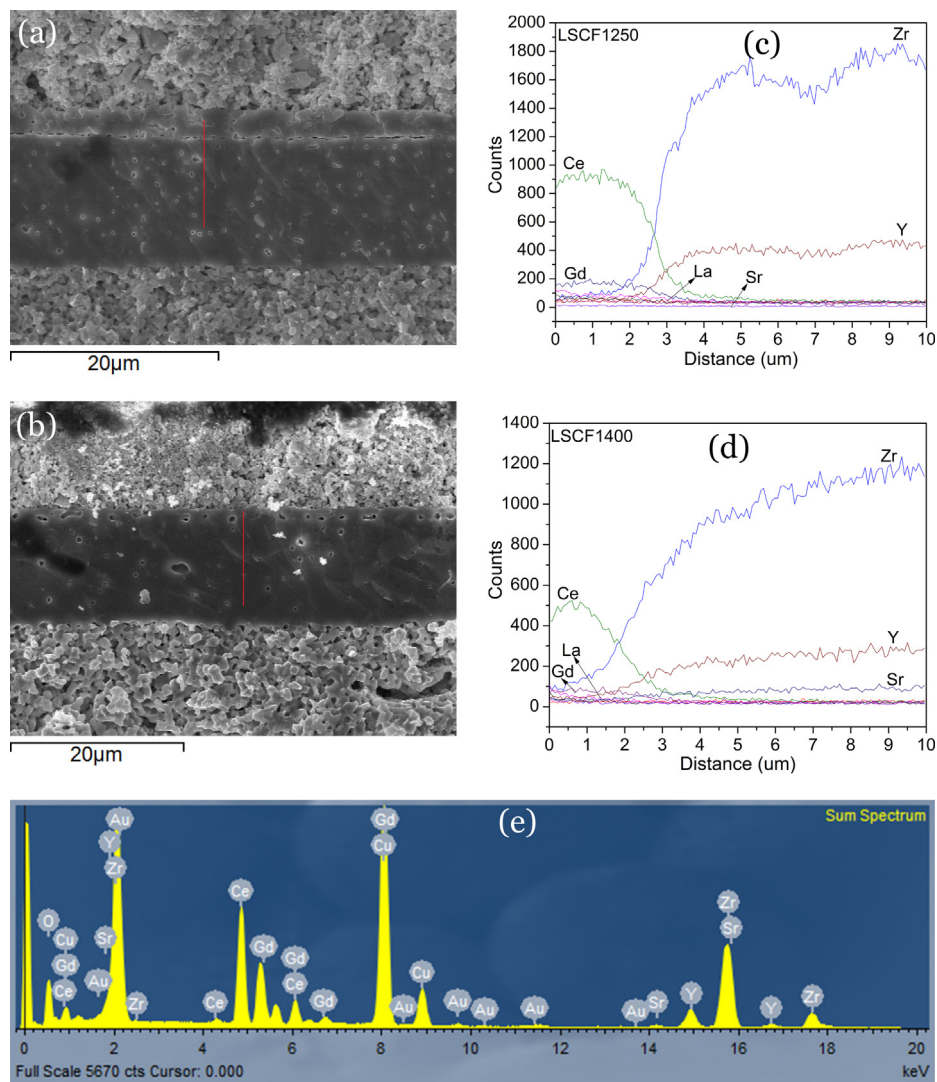 (a)
20μm
(c)
LSCF1250
Counts
2000
1800
1600
1400
1200
1000
800
600
400
200
0
Zr
Ce
Y
Gd
La
Sr
0 1 2 3 4 5 6 7 8 9 10
Distance (um)
(b)
20μm
(d)
LSCF1400
Counts
1400
1200
1000
800
600
400
200
0
Zr
Ce
Y
La
Gd
Sr
0 1 2 3 4 5 6 7 8 9 10
Distance (um)
(e)
Sum Spectrum
Au Gd
Y Cu
Zr Ce Zr
O Sr
Cu Sr Gd
Gd Gd Cu
Ce Au Ce Y Zr
Zr Ce Gd Au Au Au Au Au Sr Y
0 2 4 6 8 10 12 14 16 18 20
Full Scale 5670 cts Cursor: 0.000 keV